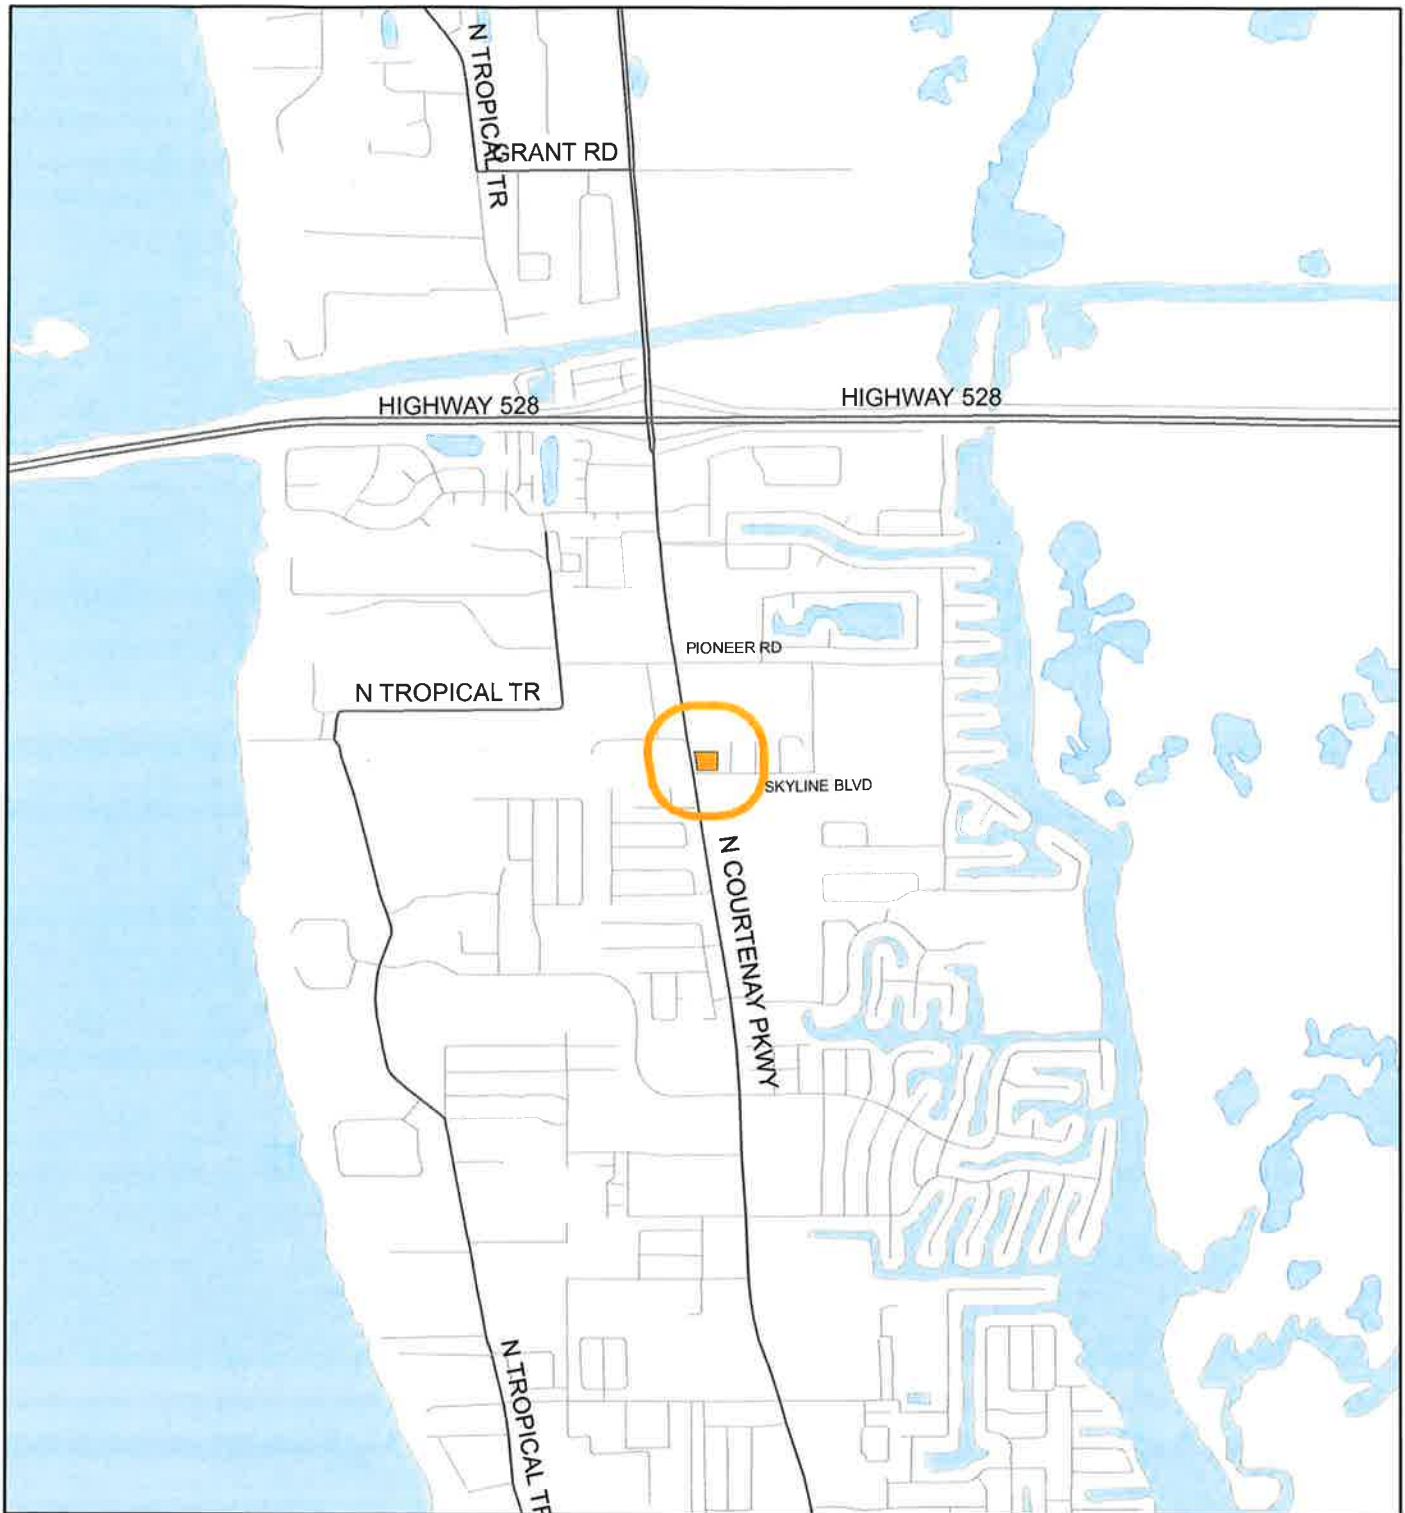 N TROPICAL TR
GRANT RD
HIGHWAY 528
HIGHWAY 528
PIONEER RD
N TROPICAL TR
SKYLINE BLVD
N COURTENAY PKWY
N TROPICAL TR